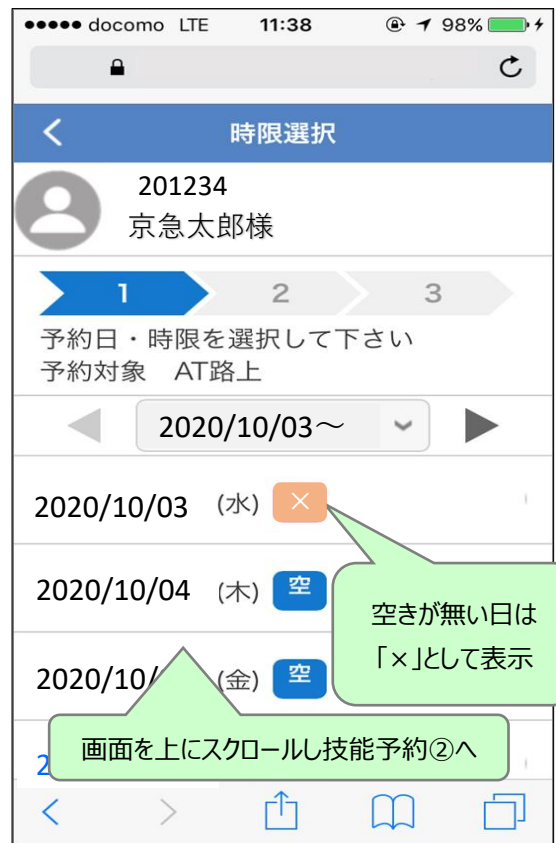 docomo LTE 11:38 98%
時限選択
201234
京急太郎様
1 2 3
予約日・時限を選択して下さい
予約対象 AT路上
2020/10/03～
2020/10/03 (水) ×
2020/10/04 (木) 空
空きが無い日は
「×」として表示
2020/10/ (金) 空
画面を上にスクロールし技能予約②へ
2